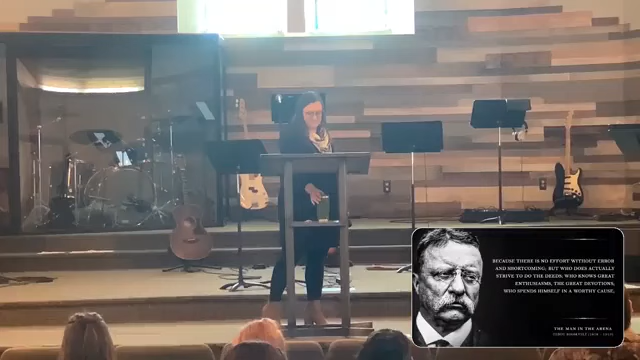 BECAUSE THERE IS NO EFFORT WITHOUT ERROR
AND SHORTCOMING; BUT WHO DOES ACTUALLY
STRIVE TO DO THE DEEDS; WHO KNOWS GREAT
ENTHUSIASMS, THE GREAT DEVOTIONS;
WHO SPENDS HIMSELF IN A WORTHY CAUSE,
THE MAN IN THE ARENA